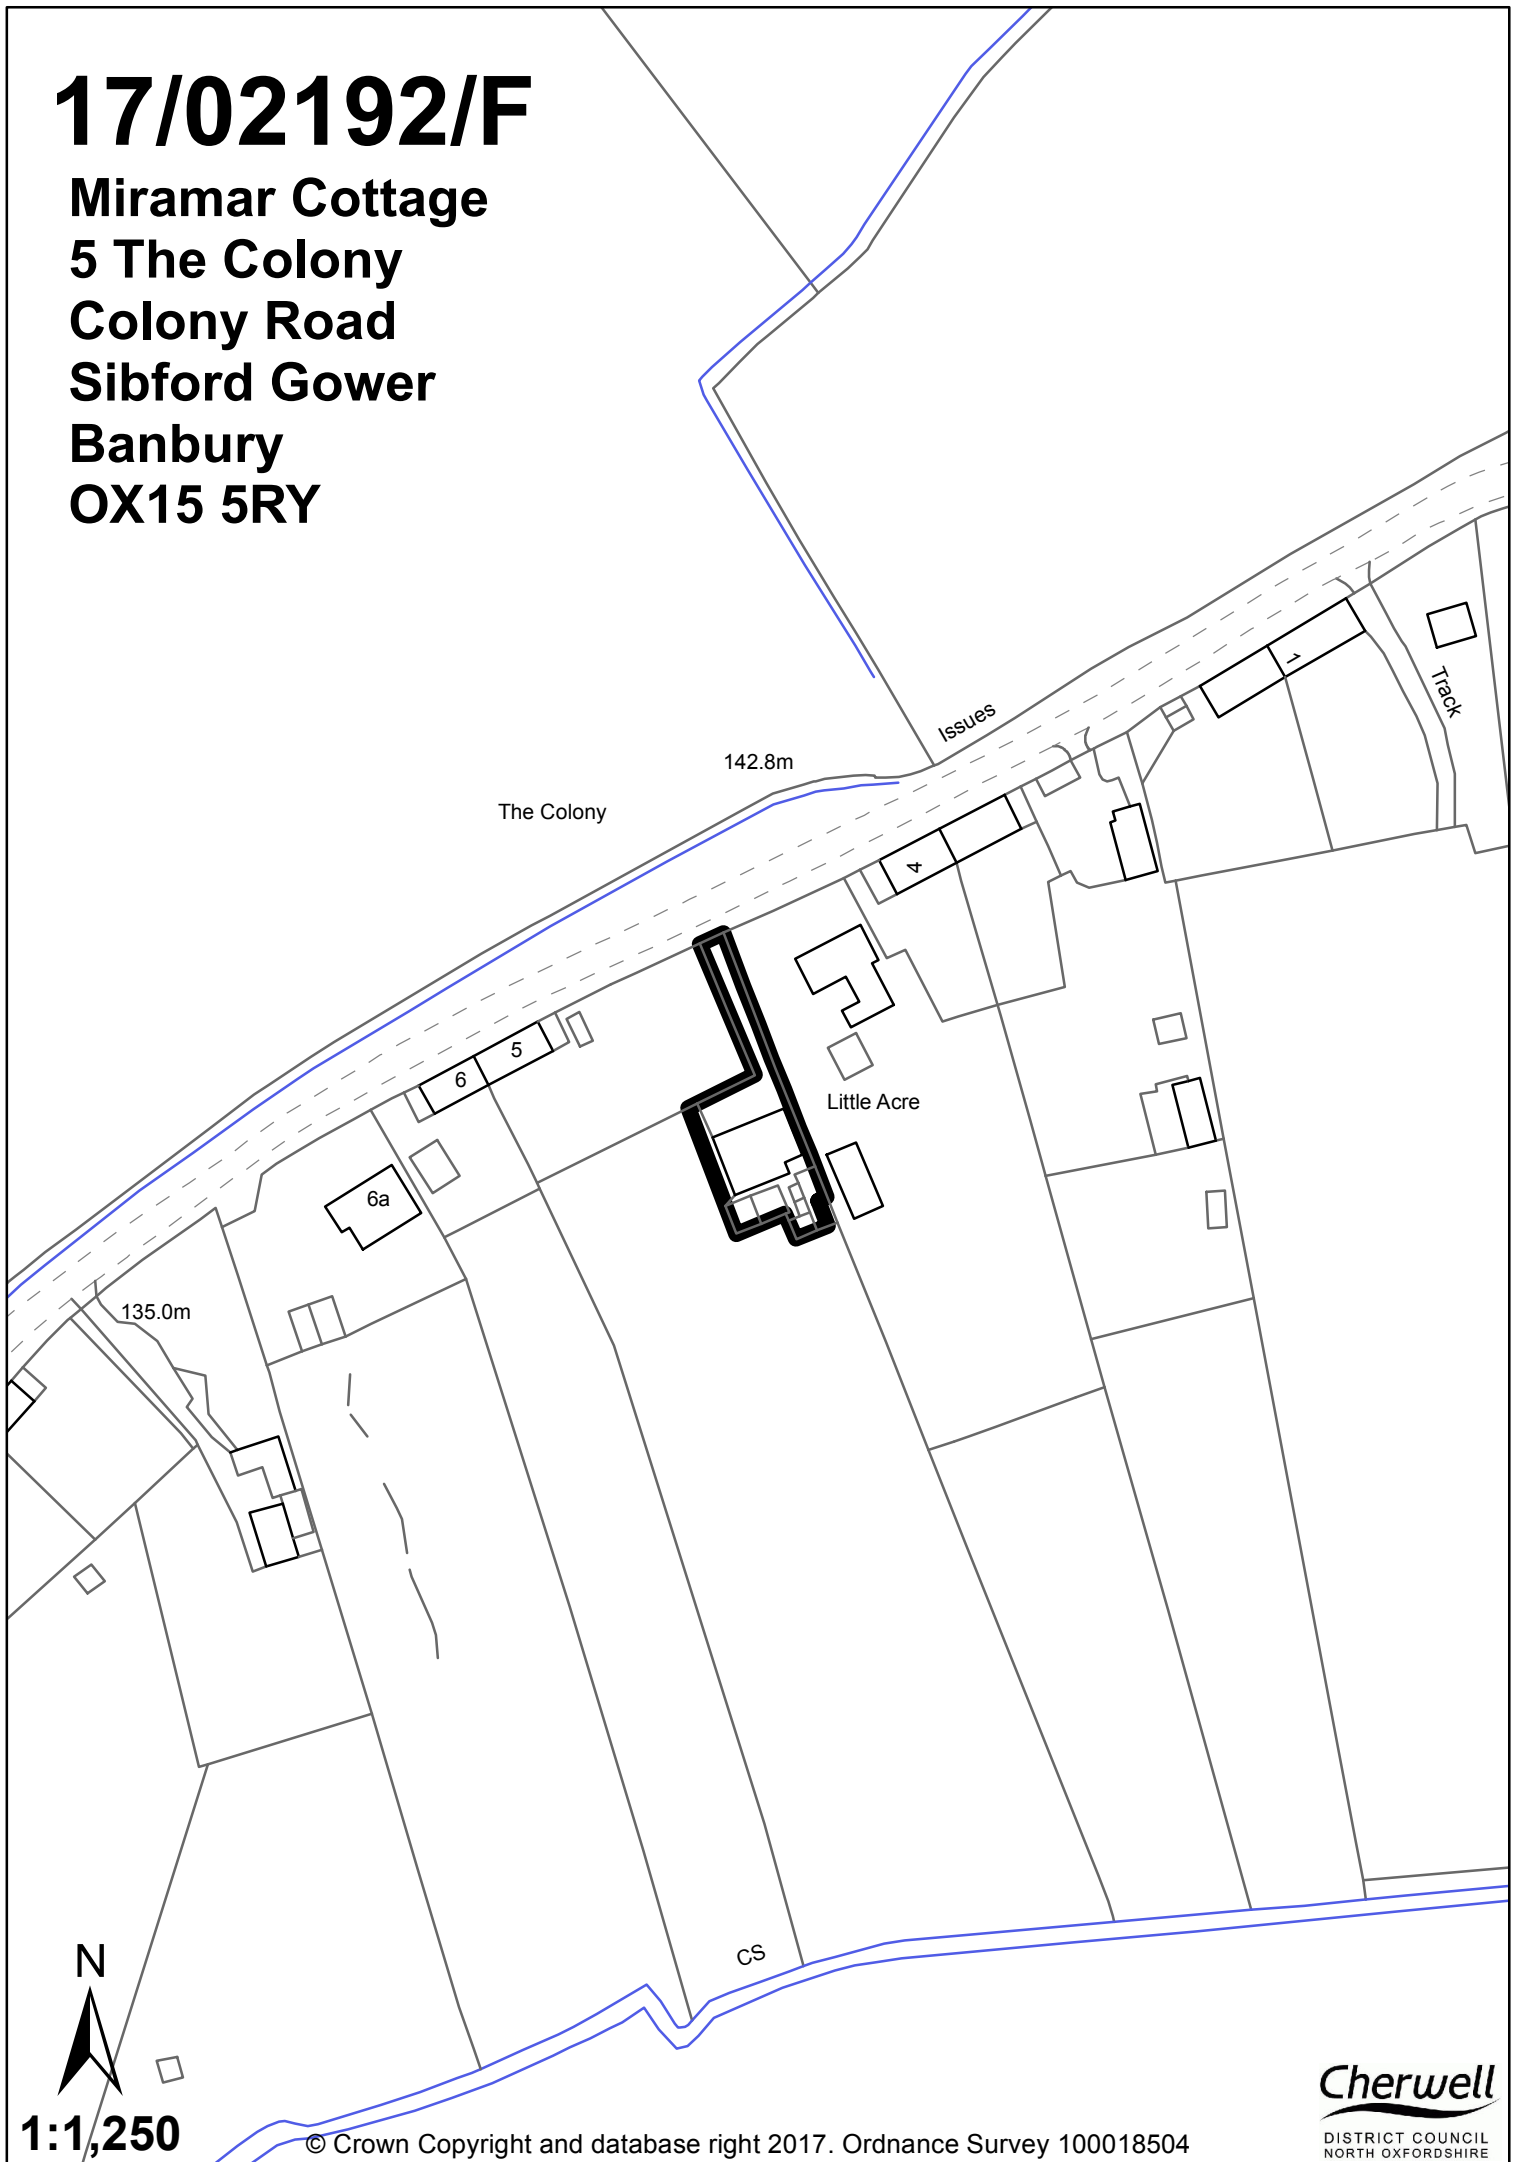 17/02192/F
Miramar Cottage
5 The Colony
Colony Road
Sibford Gower
Banbury
OX15 5RY
Track
1
Issues
142.8m
The Colony
4
5
6
Little Acre
6a
135.0m
CS
N
1:1,250
© Crown Copyright and database right 2017. Ordnance Survey 100018504
Cherwell
DISTRICT COUNCIL
NORTH OXFORDSHIRE